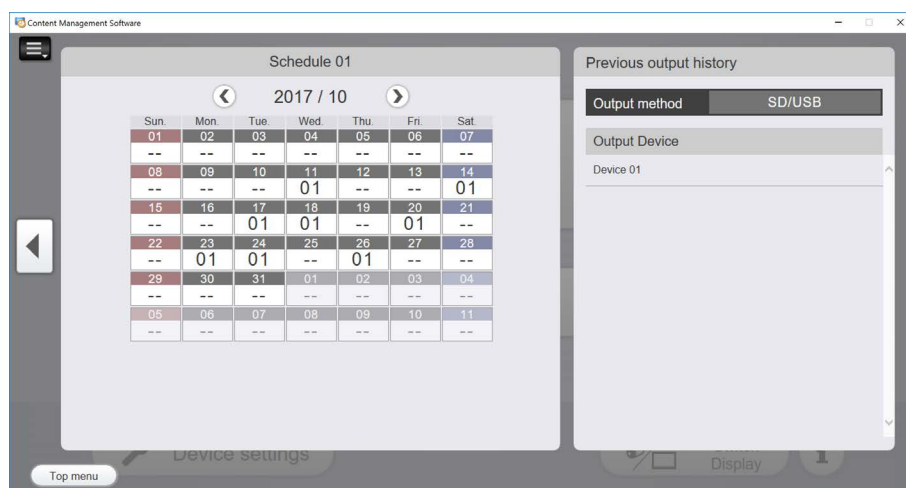 Content Management Software
Schedule 01
2017 / 10
Sun. Mon. Tue. Wed. Thu. Fri. Sat.
01 02 03 04 05 06 07
-- -- -- -- -- -- --
08 09 10 11 12 13 14
-- -- -- 01 -- -- 01
15 16 17 18 19 20 21
-- -- 01 01 -- 01 --
22 23 24 25 26 27 28
-- 01 01 -- 01 -- --
29 30 31 01 02 03 04
-- -- -- -- -- -- --
05 06 07 08 09 10 11
-- -- -- -- -- -- --
Previous output history
Output method SD/USB
Output Device
Device 01
Device settings
Display
Top menu